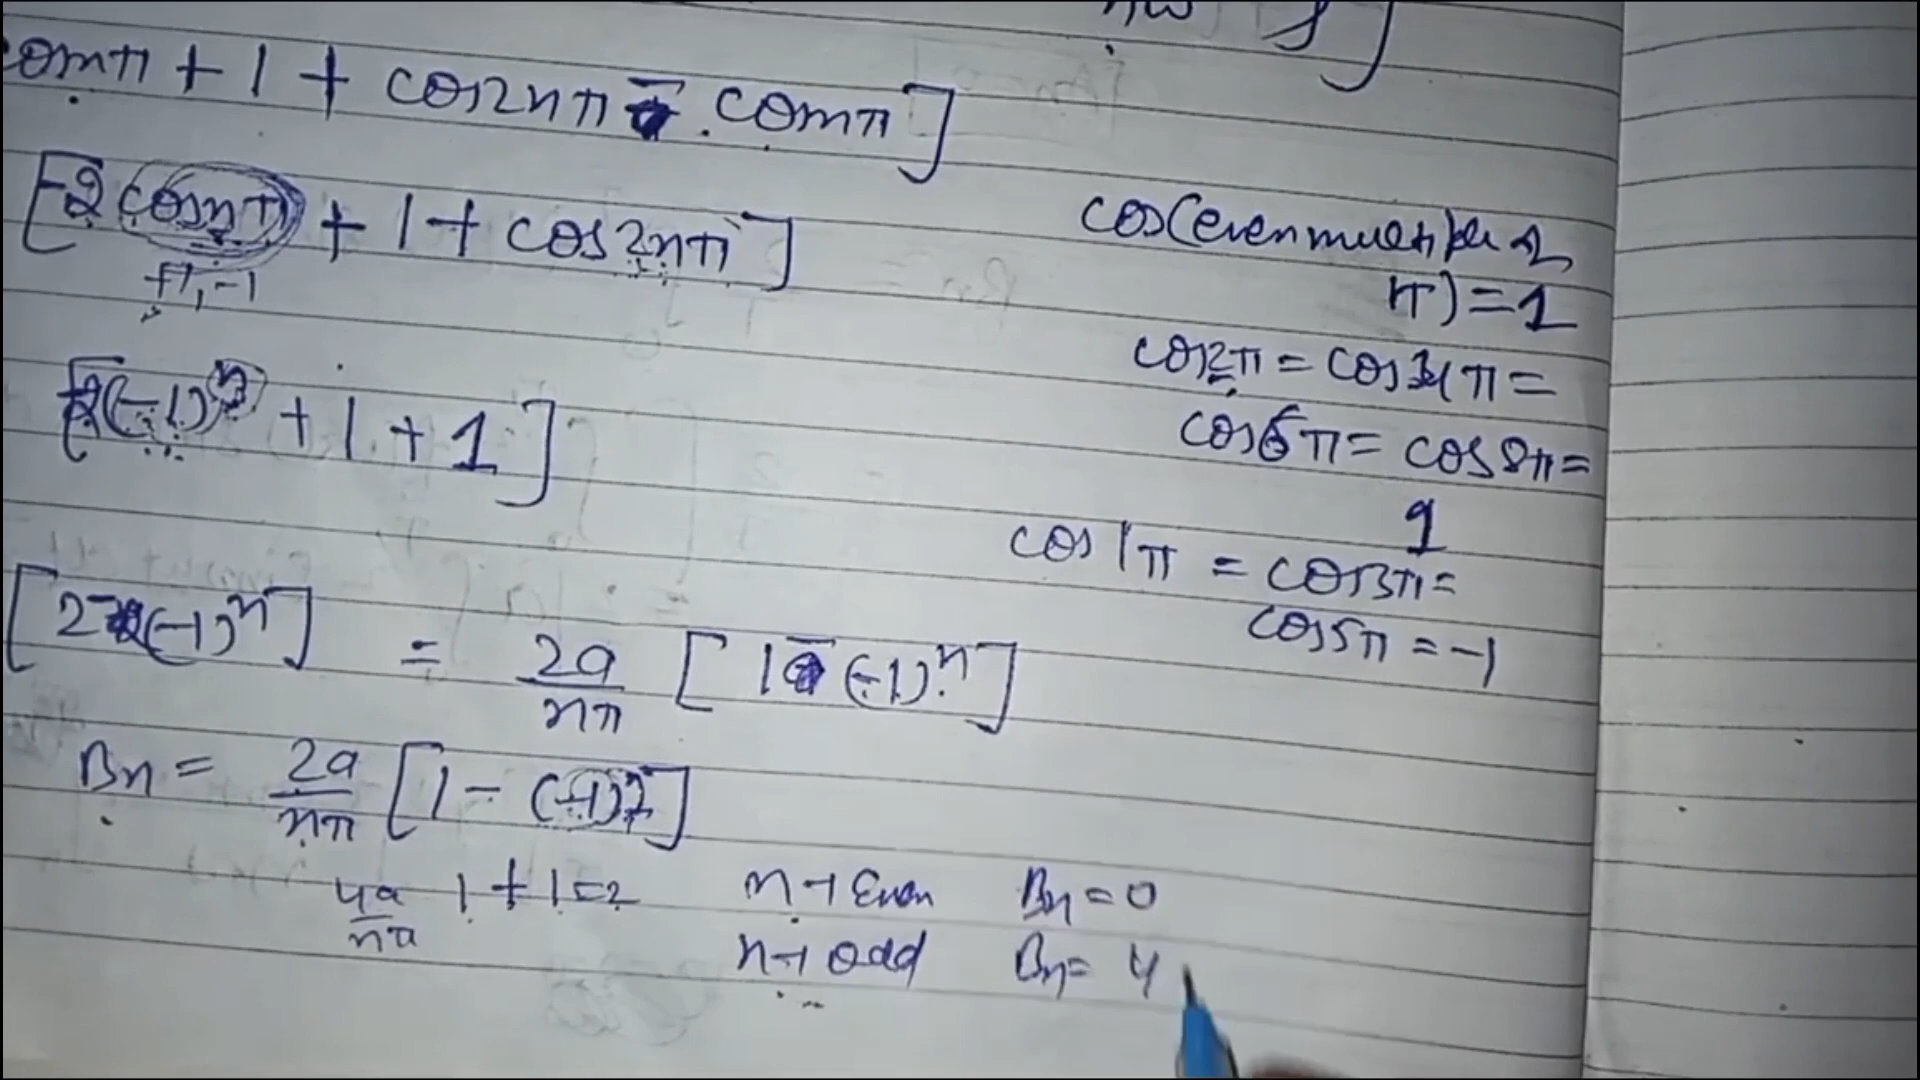 cosnπ + 1 + cos2nπ - cosnπ]
[-2 cosnπ + 1 + cos2nπ]
+1, -1
[-2(-1)^n + 1 + 1]
[2-2(-1)^n] = 2a/nπ [1 - (-1)^n]
Bn = 2a/nπ [1 - (-1)^n]
4a/nπ 1 + 1 = 2
n → Even Bn = 0
n → odd Bn = 4
cos(even multiple of
π) = 1
cos2π = cos4π =
cos6π = cos8π =
1
cos1π = cos3π =
cos5π = -1